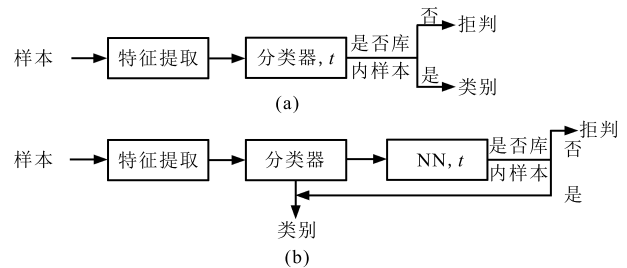 否
拒判
样本
特征提取
分类器, t
是否库
内样本
是
类别
(a)
样本
特征提取
分类器
NN, t
是否库
内样本
拒判
否
是
类别
(b)